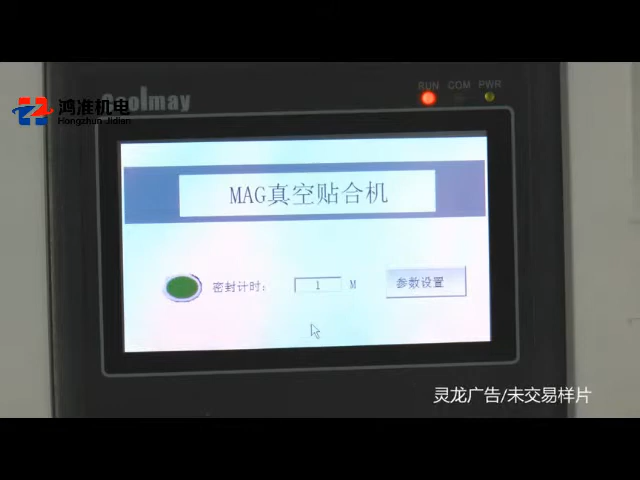 RUN COM PWR
Coolmay
鸿准机电
Hongzhun Jidian
MAG真空贴合机
密封计时: 1 M 参数设置
灵龙广告/未交易样片